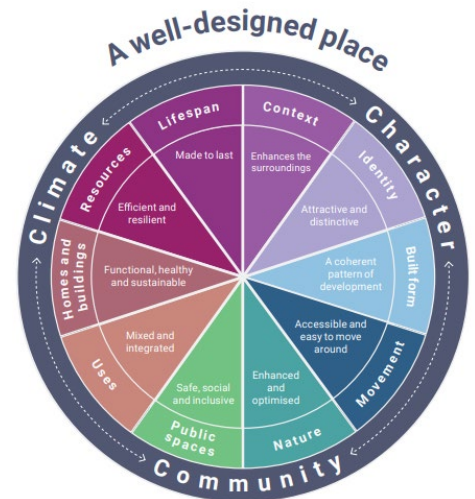 A well-designed place
Climate
Character
Community
Context
Enhances the
surroundings
Identity
Attractive and
distinctive
Built form
A coherent
pattern of
development
Movement
Accessible and
easy to move
around
Nature
Enhanced
and
optimised
Public
spaces
Safe, social
and inclusive
Uses
Mixed and
integrated
Homes and
buildings
Functional, healthy
and sustainable
Resources
Efficient and
resilient
Lifespan
Made to last